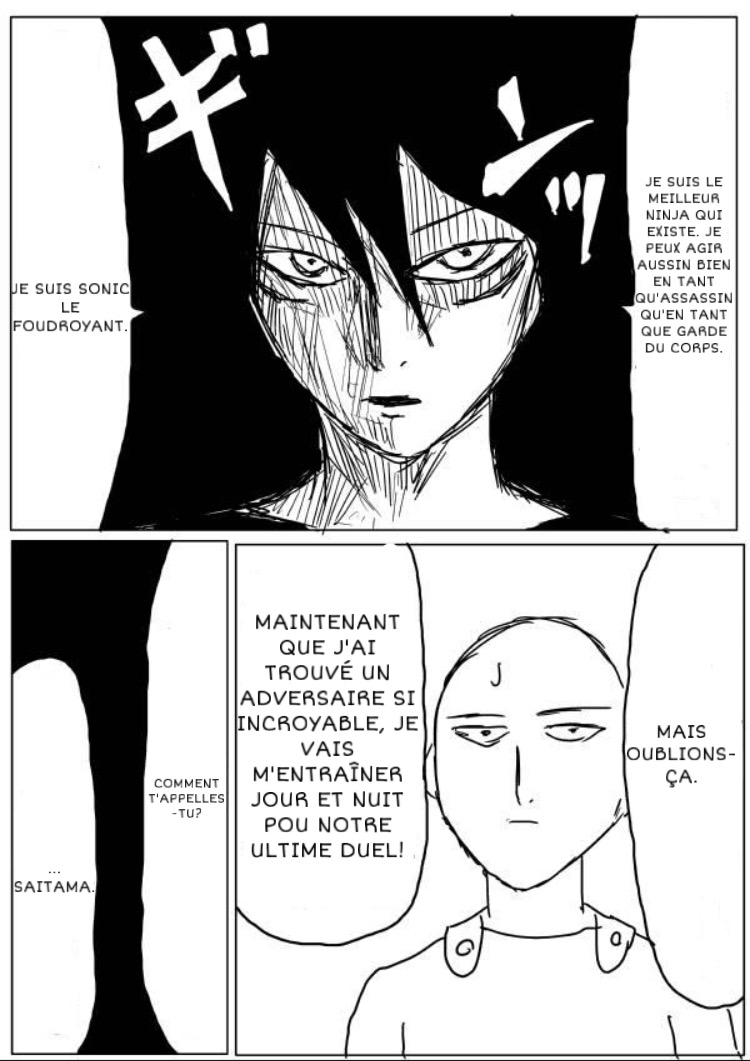 ギンッ
JE SUIS LE
MEILLEUR
NINJA QUI
EXISTE. JE
PEUX AGIR
AUSSIN BIEN
EN TANT
QU'ASSASSIN
QU'EN TANT
QUE GARDE
DU CORPS.
JE SUIS SONIC
LE
FOUDROYANT.
MAIS
OUBLIONS-
ÇA.
MAINTENANT
QUE J'AI
TROUVÉ UN
ADVERSAIRE SI
INCROYABLE, JE
VAIS
M'ENTRAÎNER
JOUR ET NUIT
POU NOTRE
ULTIME DUEL!
COMMENT
T'APPELLES
-TU?
...
SAITAMA.